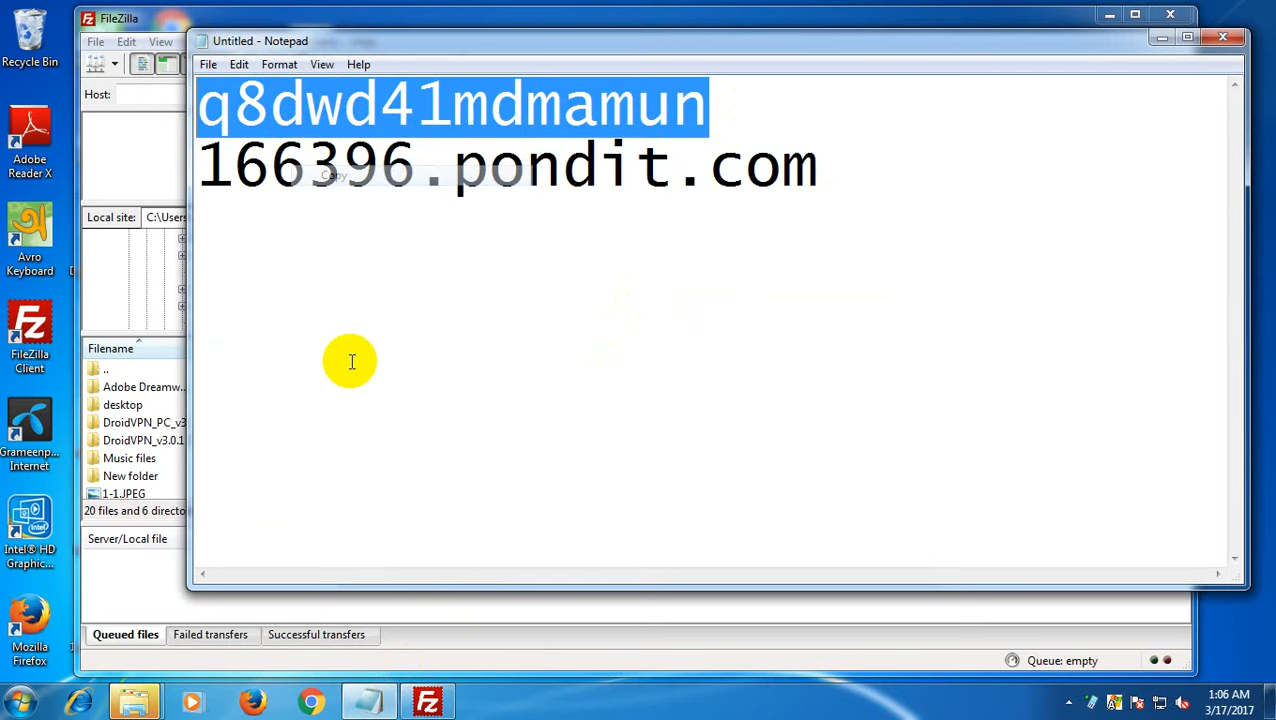 Recycle Bin
Adobe
Reader X
Avro
Keyboard
FileZilla
Client
Grameenp...
Internet
Intel® HD
Graphic...
Mozilla
Firefox
FileZilla
File Edit View
Host:
Local site: C:\Users
Filename
..
Adobe Dreamw...
desktop
DroidVPN_PC_v3
DroidVPN_v3.0.1
Music files
New folder
1-1.JPEG
20 files and 6 directo
Server/Local file
Queued files Failed transfers Successful transfers
Queue: empty
Untitled - Notepad
File Edit Format View Help
q8dwd41mdmamun
166396.pondit.com
Copy
1:06 AM
3/17/2017